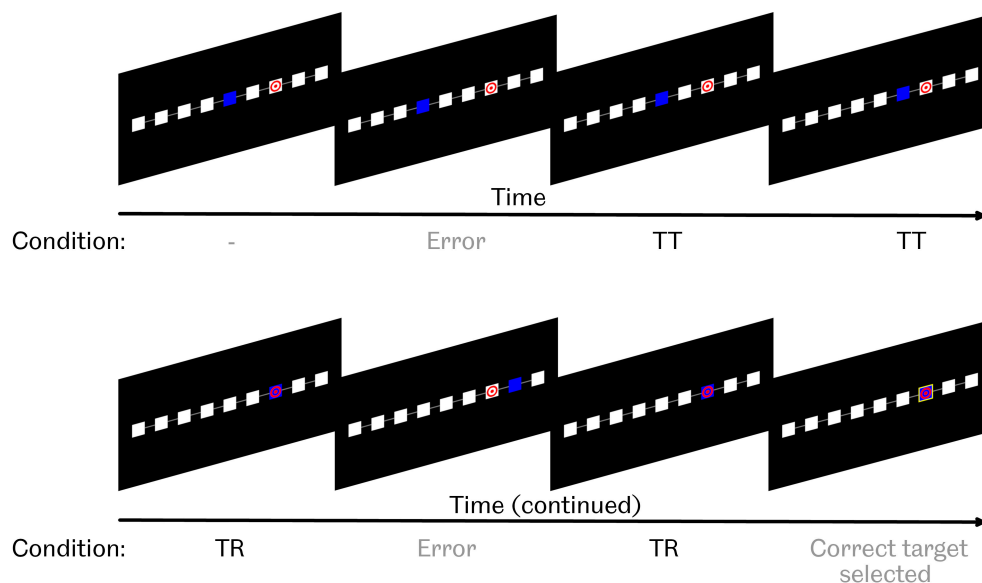 Time
Condition: - Error TT TT
Time (continued)
Condition: TR Error TR Correct target
selected